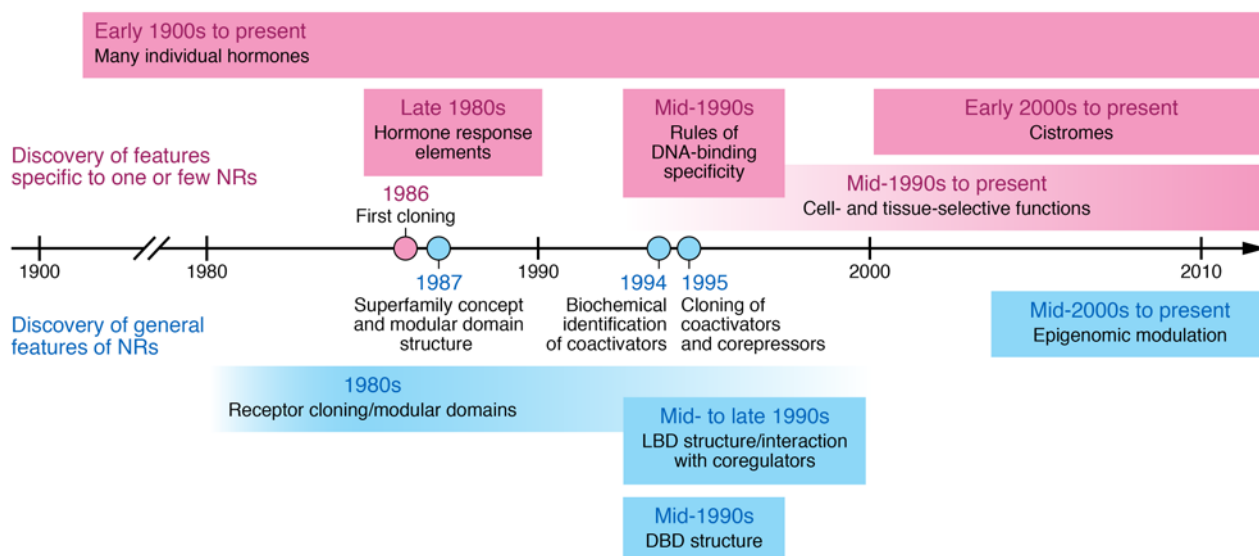 Early 1900s to present
Many individual hormones
Late 1980s
Hormone response
elements
Mid-1990s
Rules of
DNA-binding
specificity
Early 2000s to present
Cistromes
Discovery of features
specific to one or few NRs
Mid-1990s to present
Cell- and tissue-selective functions
1986
First cloning
1900
1980
1990
2000
2010
1987
Superfamily concept
and modular domain
structure
1994
Biochemical
identification
of coactivators
1995
Cloning of
coactivators
and corepressors
Discovery of general
features of NRs
Mid-2000s to present
Epigenomic modulation
1980s
Receptor cloning/modular domains
Mid- to late 1990s
LBD structure/interaction
with coregulators
Mid-1990s
DBD structure